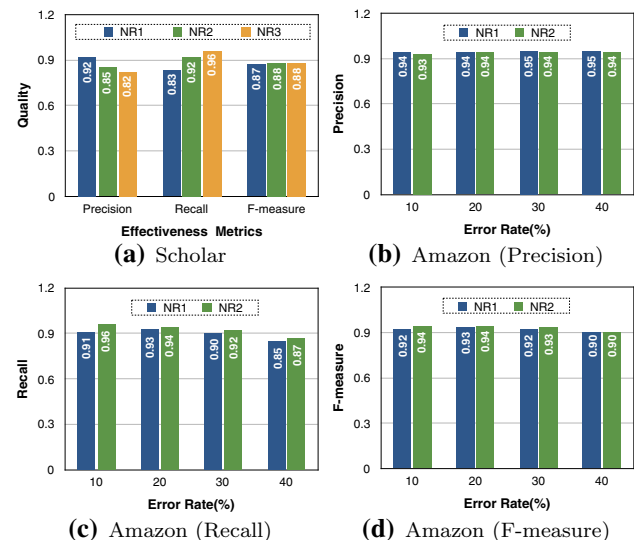 NR1 NR2 NR3
1.2
0.9
0.6
0.3
0
Quality
0.92 0.85 0.82 0.83 0.92 0.96 0.87 0.88 0.88
Precision Recall F-measure
Effectiveness Metrics
(a) Scholar
NR1 NR2
1.2
0.9
0.6
0.3
0
Precision
0.94 0.93 0.94 0.94 0.95 0.94 0.95 0.94
10 20 30 40
Error Rate(%)
(b) Amazon (Precision)
NR1 NR2
1.2
0.9
0.6
0.3
0
Recall
0.91 0.96 0.93 0.94 0.90 0.92 0.85 0.87
10 20 30 40
Error Rate(%)
(c) Amazon (Recall)
NR1 NR2
1.2
0.9
0.6
0.3
0
F-measure
0.92 0.94 0.93 0.94 0.92 0.93 0.90 0.90
10 20 30 40
Error Rate(%)
(d) Amazon (F-measure)